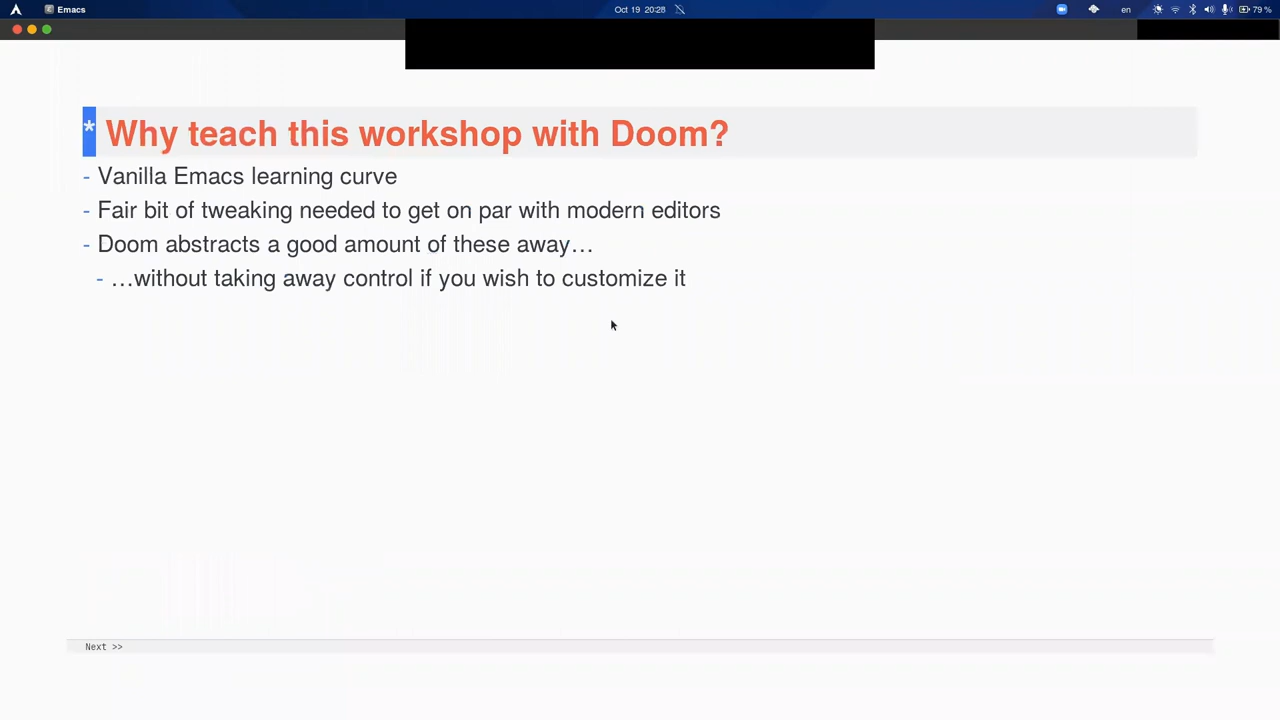 Emacs
Oct 19 20:28
en
79 %
* Why teach this workshop with Doom?
- Vanilla Emacs learning curve
- Fair bit of tweaking needed to get on par with modern editors
- Doom abstracts a good amount of these away…
- …without taking away control if you wish to customize it
Next >>